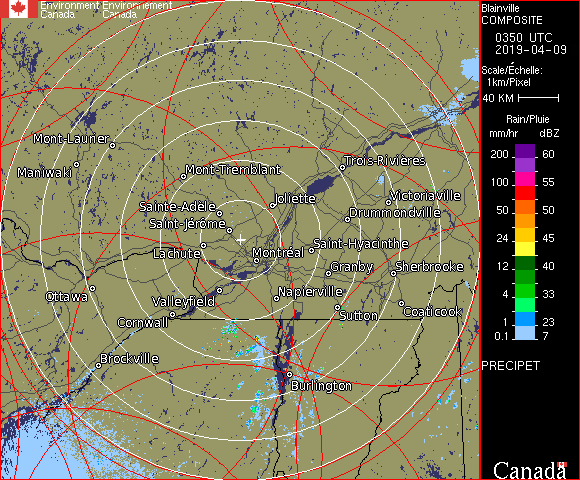 Environment Environnement
Canada Canada
Blainville
COMPOSITE
0350 UTC
2019-04-09
Scale/Échelle:
1km/Pixel
40 KM
Rain/Pluie
mm/hr dBZ
200 60
100 55
50 50
24 45
12 40
4 33
1 23
0.1 7
PRECIPET
Canada
Mont-Laurier
Maniwaki
Mont-Tremblant
Trois-Rivières
Joliette
Victoriaville
Sainte-Adèle
Drummondville
Saint-Jérôme
Lachute
Montréal
Saint-Hyacinthe
Granby
Sherbrooke
Ottawa
Valleyfield
Napierville
Cornwall
Sutton
Coaticook
Brockville
Burlington